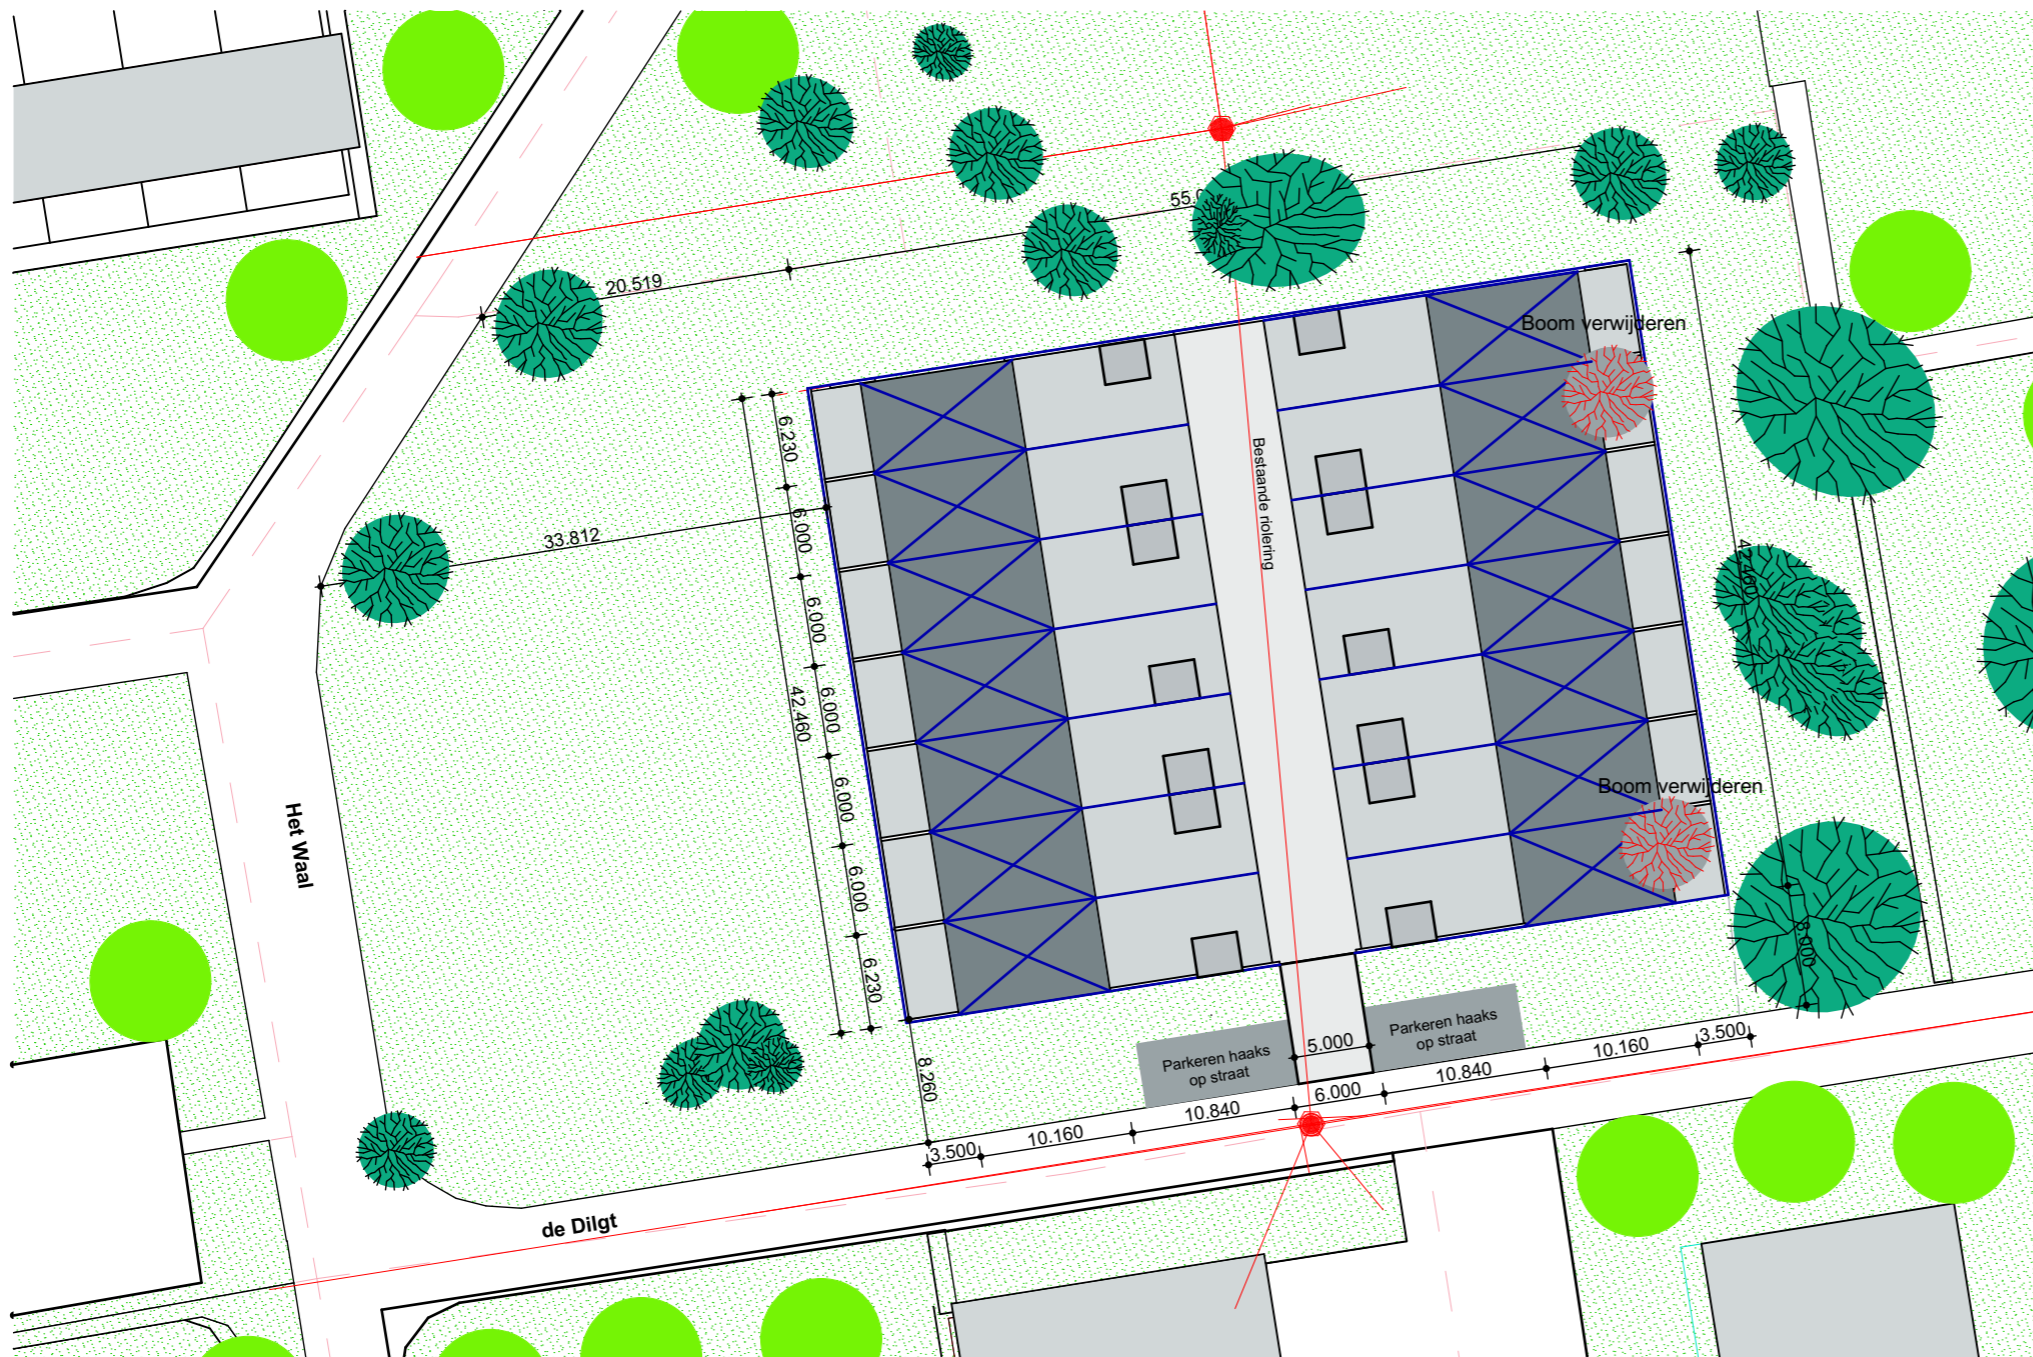 55.0
20.519
Boom verwijderen
6.230
Bestaande riolering
6.000
33.812
42.460
6.000
6.000
42.460
6.000
Boom verwijderen
Het Waal
6.000
6.230
8.000
Parkeren haaks
op straat
5.000
3.500
Parkeren haaks
op straat
10.160
8.260
10.840
6.000
10.840
10.160
3.500
de Dilgt